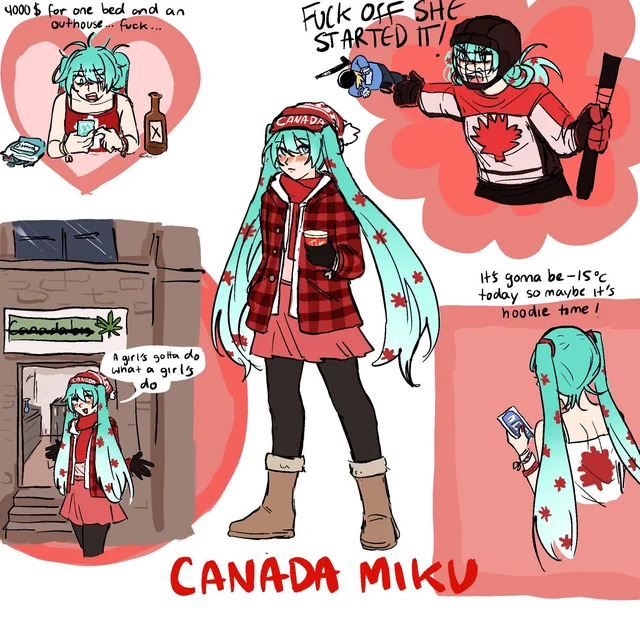 4000$ for one bed and an
outhouse... fuck...
FUCK OFF SHE
STARTED IT!
CANADA
It's gonna be -15°C
today so maybe it's
hoodie time!
Canadabis
A girl's gotta do
what a girl's
do
CANADA
CANADA MIKU